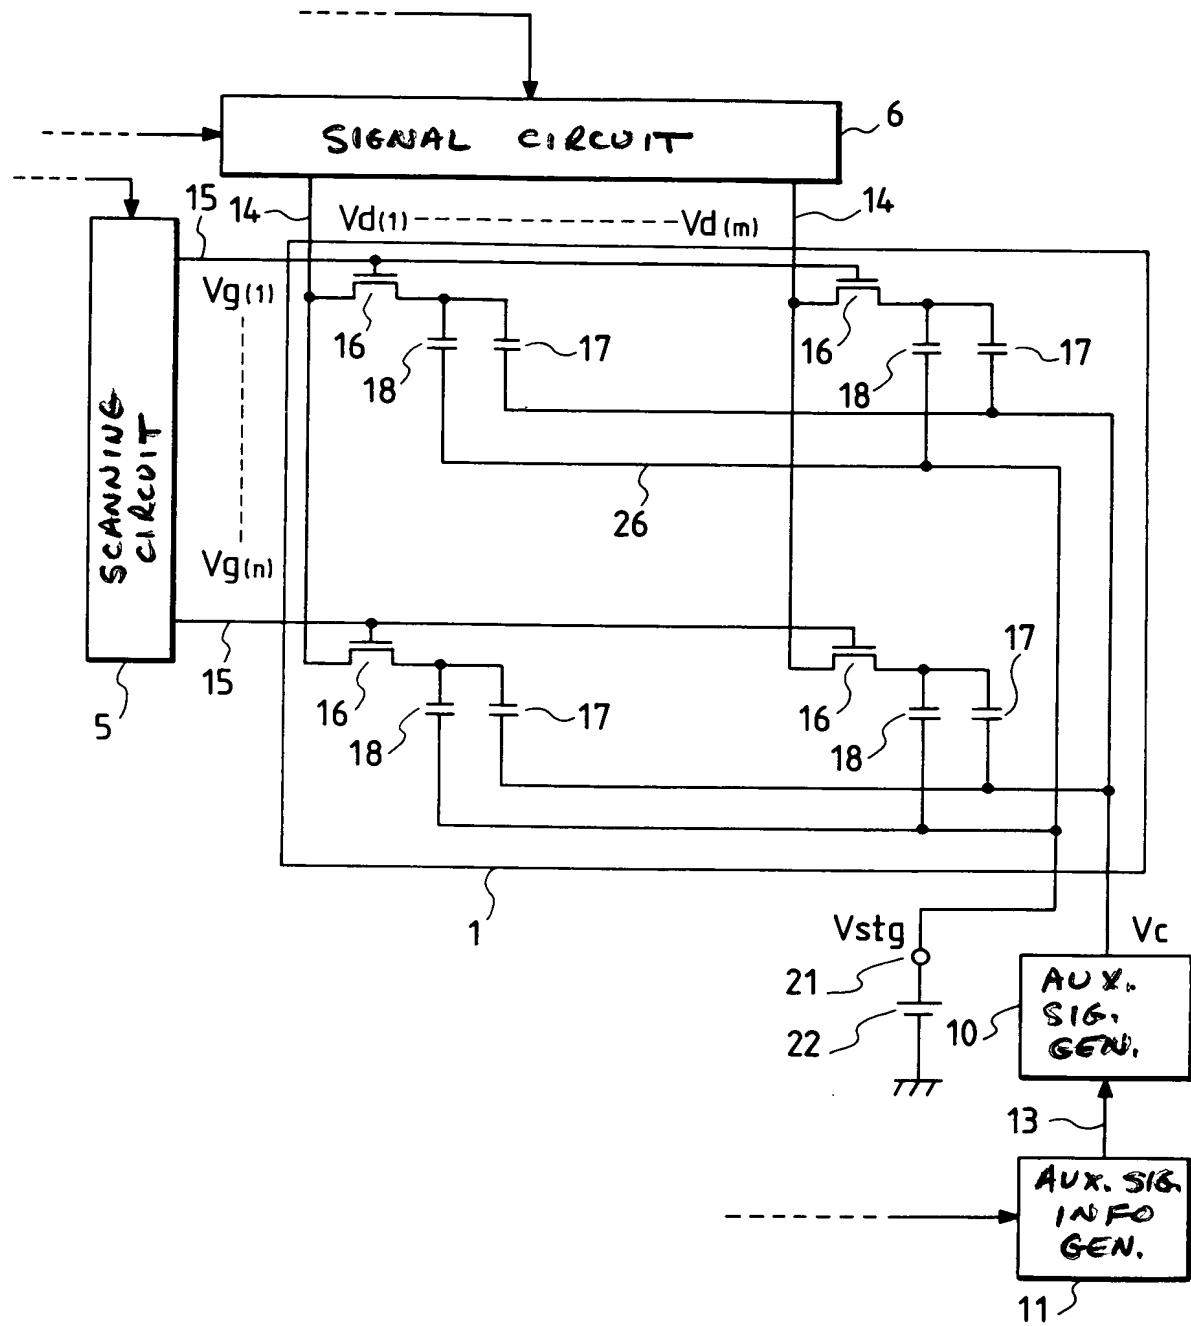 SIGNAL CIRCUIT
6
15
14
Vd(1)
Vd(m)
14
Vg(1)
16
18
17
16
18
17
SCANNING
CIRCUIT
26
Vg(n)
15
5
16
18
17
16
18
17
1
Vstg
21
22
Vc
10
AUX.
SIG.
GEN.
13
AUX. SIG.
INFO
GEN.
11